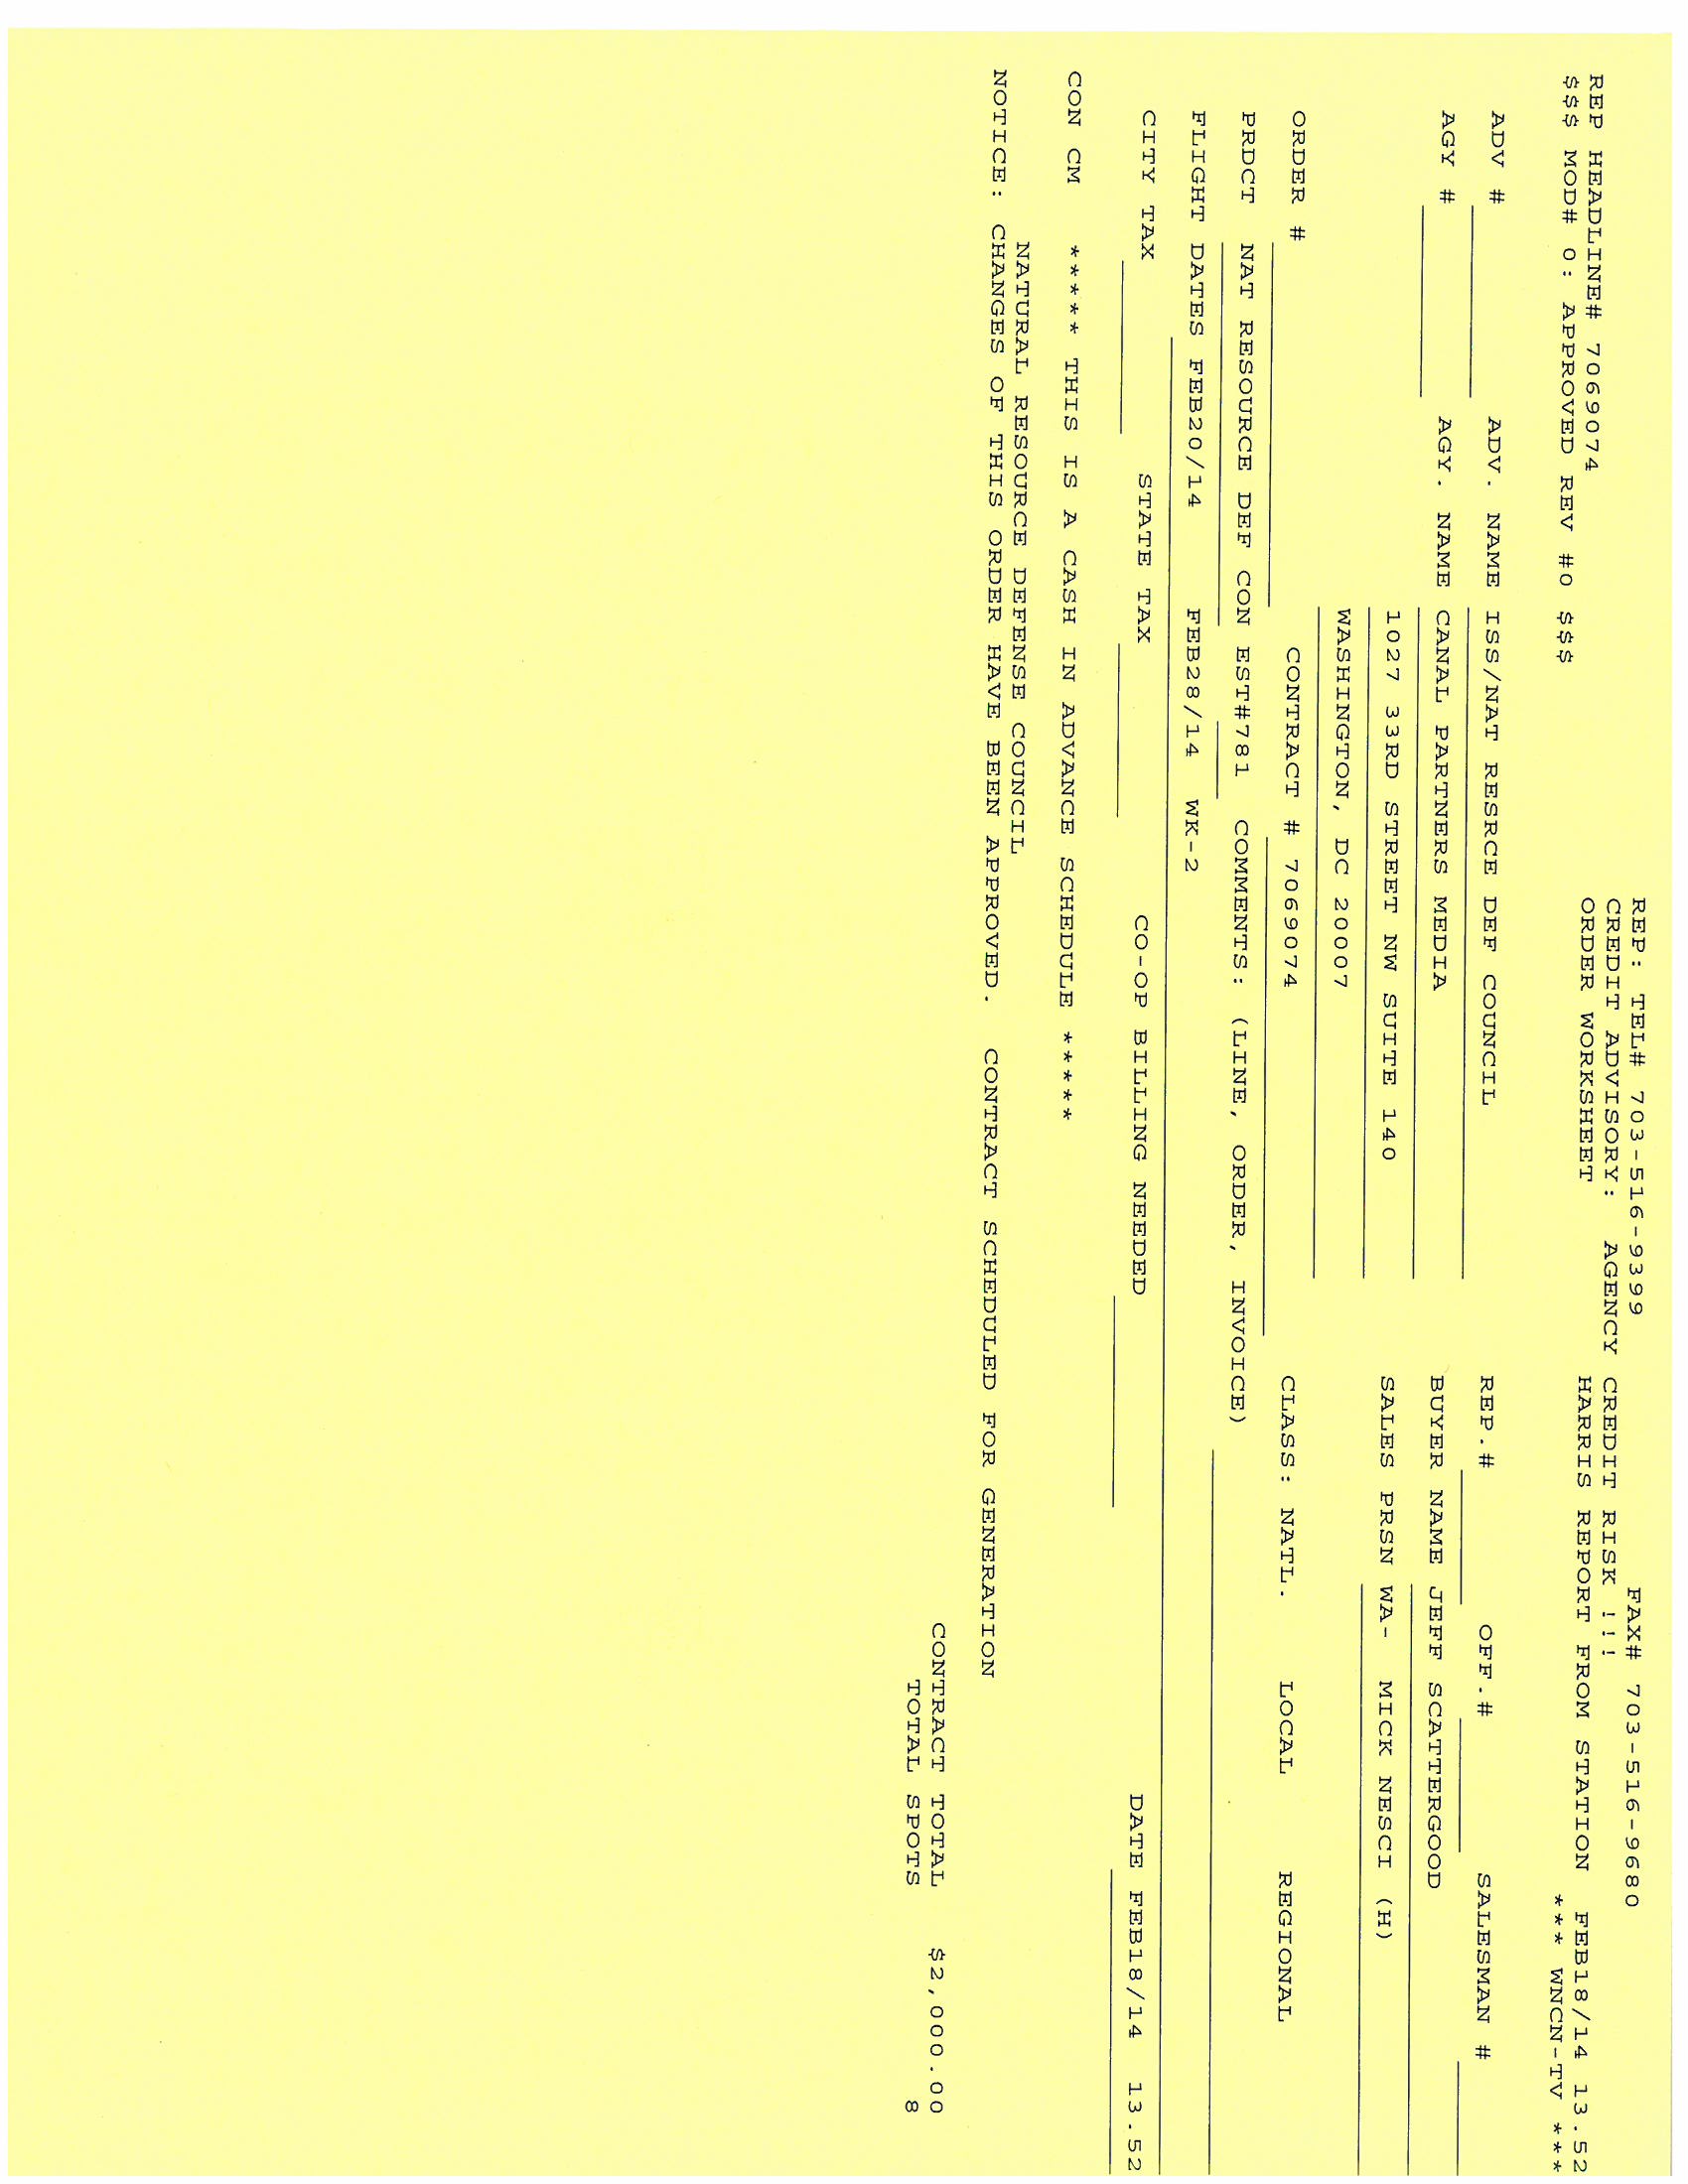 REP: TEL# 703-516-9399 FAX# 703-516-9680
CREDIT ADVISORY: AGENCY CREDIT RISK !!!
REP HEADLINE# 7069074 ORDER WORKSHEET HARRIS REPORT FROM STATION FEB18/14 13.52
$$$ MOD# 0: APPROVED REV #0 $$$ *** WNCN-TV ***
ADV # ADV. NAME ISS/NAT RESRCE DEF COUNCIL REP.# OFF.# SALESMAN #
AGY # AGY. NAME CANAL PARTNERS MEDIA BUYER NAME JEFF SCATTERGOOD
1027 33RD STREET NW SUITE 140 SALES PRSN WA- MICK NESCI (H)
WASHINGTON, DC 20007
ORDER # CONTRACT # 7069074 CLASS: NATL. LOCAL REGIONAL
PRDCT NAT RESOURCE DEF CON EST#781 COMMENTS: (LINE, ORDER, INVOICE)
FLIGHT DATES FEB20/14 FEB28/14 WK-2
CITY TAX STATE TAX CO-OP BILLING NEEDED DATE FEB18/14 13.52
CON CM ***** THIS IS A CASH IN ADVANCE SCHEDULE *****
NATURAL RESOURCE DEFENSE COUNCIL
NOTICE: CHANGES OF THIS ORDER HAVE BEEN APPROVED. CONTRACT SCHEDULED FOR GENERATION
CONTRACT TOTAL $2,000.00
TOTAL SPOTS 8